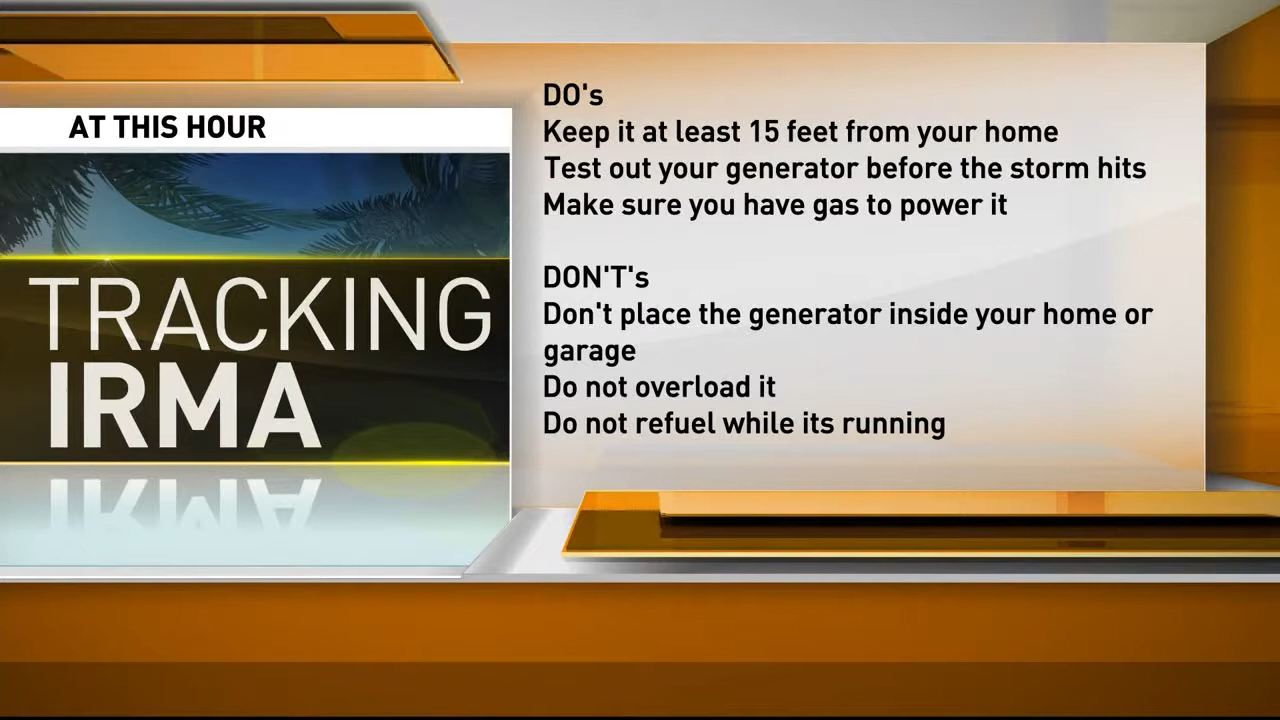 AT THIS HOUR
TRACKING
IRMA
DO's
Keep it at least 15 feet from your home
Test out your generator before the storm hits
Make sure you have gas to power it
DON'T's
Don't place the generator inside your home or
garage
Do not overload it
Do not refuel while its running